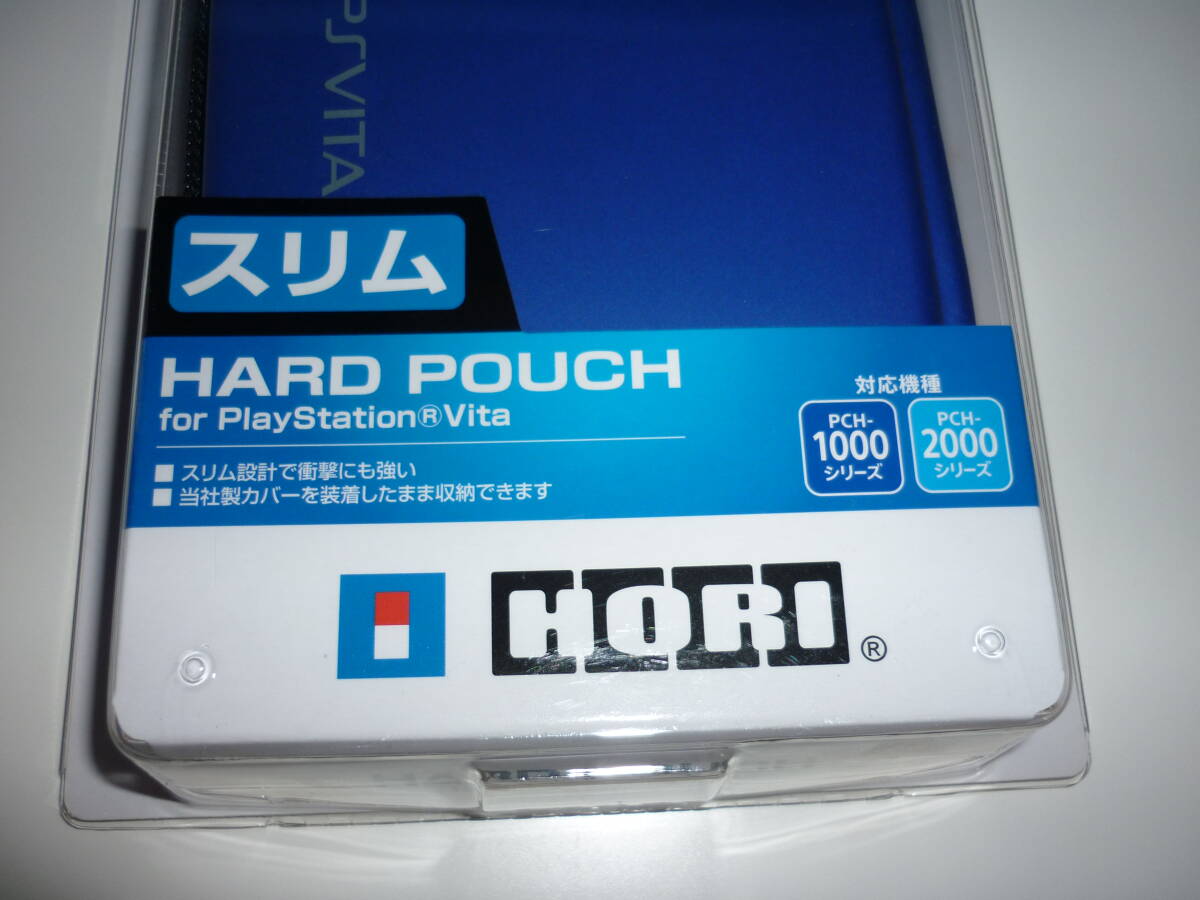 PSVITA
スリム
HARD POUCH
for PlayStation®Vita
■ スリム設計で衝撃にも強い
■ 当社製カバーを装着したまま収納できます
対応機種
PCH-
1000
シリーズ
PCH-
2000
シリーズ
HORI®